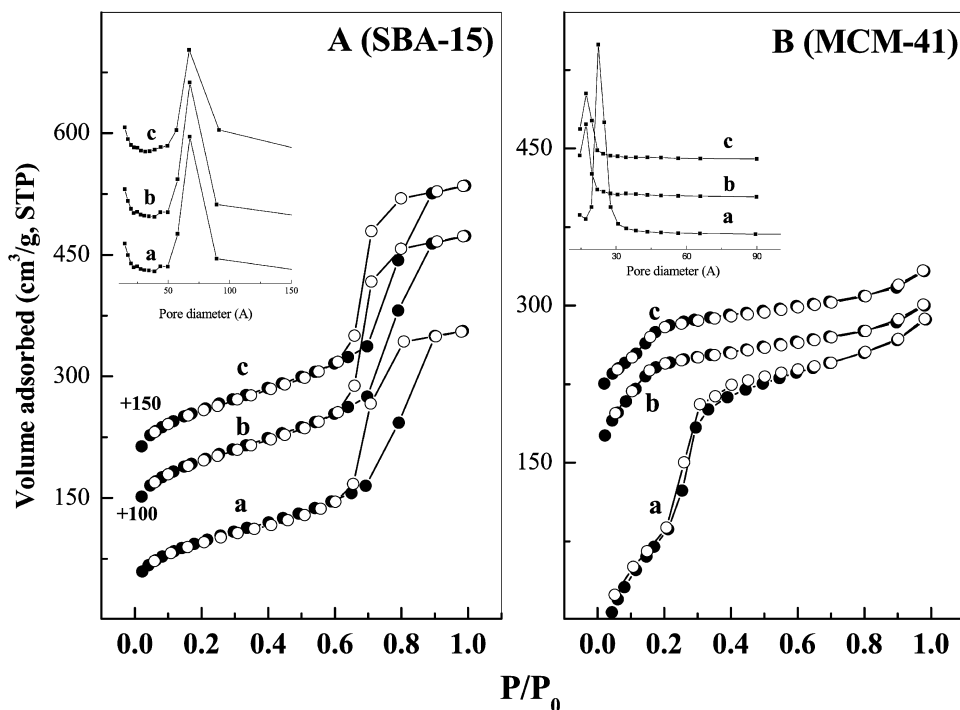 A (SBA-15)
B (MCM-41)
Volume adsorbed (cm³/g, STP)
600
450
300
150
c
b
a
50
100
150
Pore diameter (A)
c
b
a
+150
+100
0.0 0.2 0.4 0.6 0.8 1.0
450
300
150
c
b
a
30
60
90
Pore diameter (A)
c
b
a
0.0 0.2 0.4 0.6 0.8 1.0
P/P₀